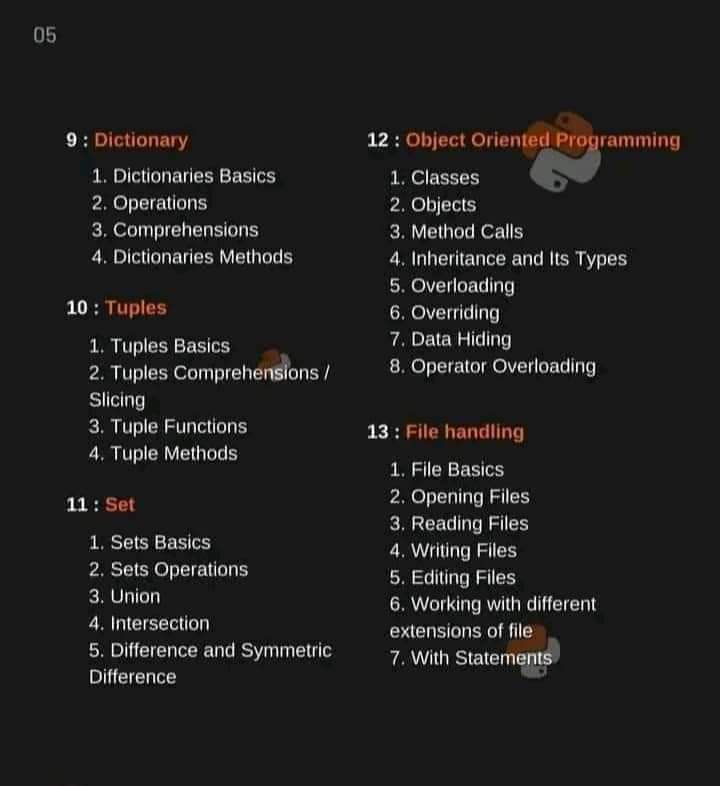 05
9 : Dictionary
1. Dictionaries Basics
2. Operations
3. Comprehensions
4. Dictionaries Methods
10 : Tuples
1. Tuples Basics
2. Tuples Comprehensions /
Slicing
3. Tuple Functions
4. Tuple Methods
11 : Set
1. Sets Basics
2. Sets Operations
3. Union
4. Intersection
5. Difference and Symmetric
Difference
12 : Object Oriented Programming
1. Classes
2. Objects
3. Method Calls
4. Inheritance and Its Types
5. Overloading
6. Overriding
7. Data Hiding
8. Operator Overloading
13 : File handling
1. File Basics
2. Opening Files
3. Reading Files
4. Writing Files
5. Editing Files
6. Working with different
extensions of file
7. With Statements